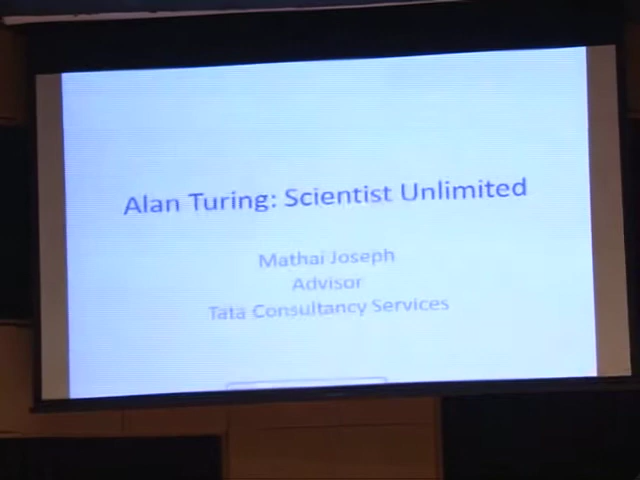 Alan Turing: Scientist Unlimited
Mathai Joseph
Advisor
Tata Consultancy Services